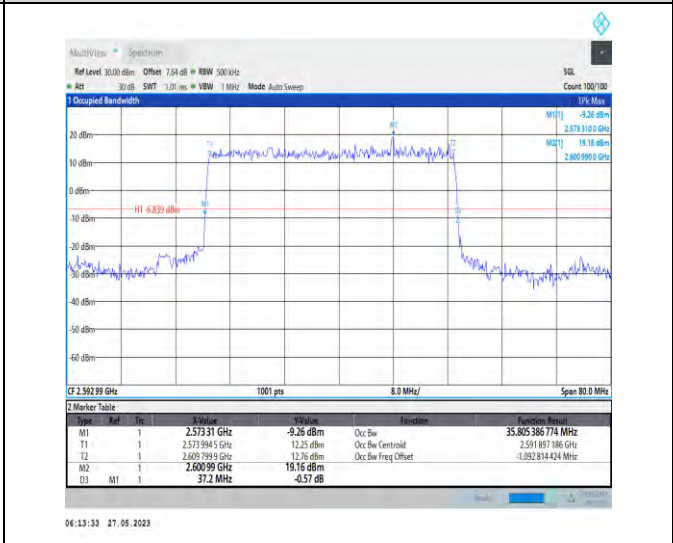 MultiView Spectrum
Ref Level 30.00 dBm Offset 7.64 dB RBW 500 kHz SGL
Att 30 dB SWT 1.01 ms VBW 1 MHz Mode Auto Sweep Count 100/100
1 Occupied Bandwidth 1Pk Max
M1[1] -9.26 dBm
2.573 310 0 GHz
M2[1] 19.16 dBm
2.600 990 0 GHz
M2
T1
T2
20 dBm
10 dBm
0 dBm
M1
D3
H1 -6.839 dBm
-10 dBm
-20 dBm
-30 dBm
-40 dBm
-50 dBm
-60 dBm
CF 2.592 99 GHz 1001 pts 8.0 MHz/ Span 80.0 MHz
2 Marker Table
Type Ref Trc X-Value Y-Value Function Function Result
M1 1 2.573 31 GHz -9.26 dBm Occ Bw 35.805 386 774 MHz
T1 1 2.573 994 5 GHz 12.25 dBm Occ Bw Centroid 2.591 897 186 GHz
T2 1 2.609 799 9 GHz 12.76 dBm Occ Bw Freq Offset -1.092 814 424 MHz
M2 1 2.600 99 GHz 19.16 dBm
D3 M1 1 37.2 MHz -0.57 dB
06:13:33 27.05.2023